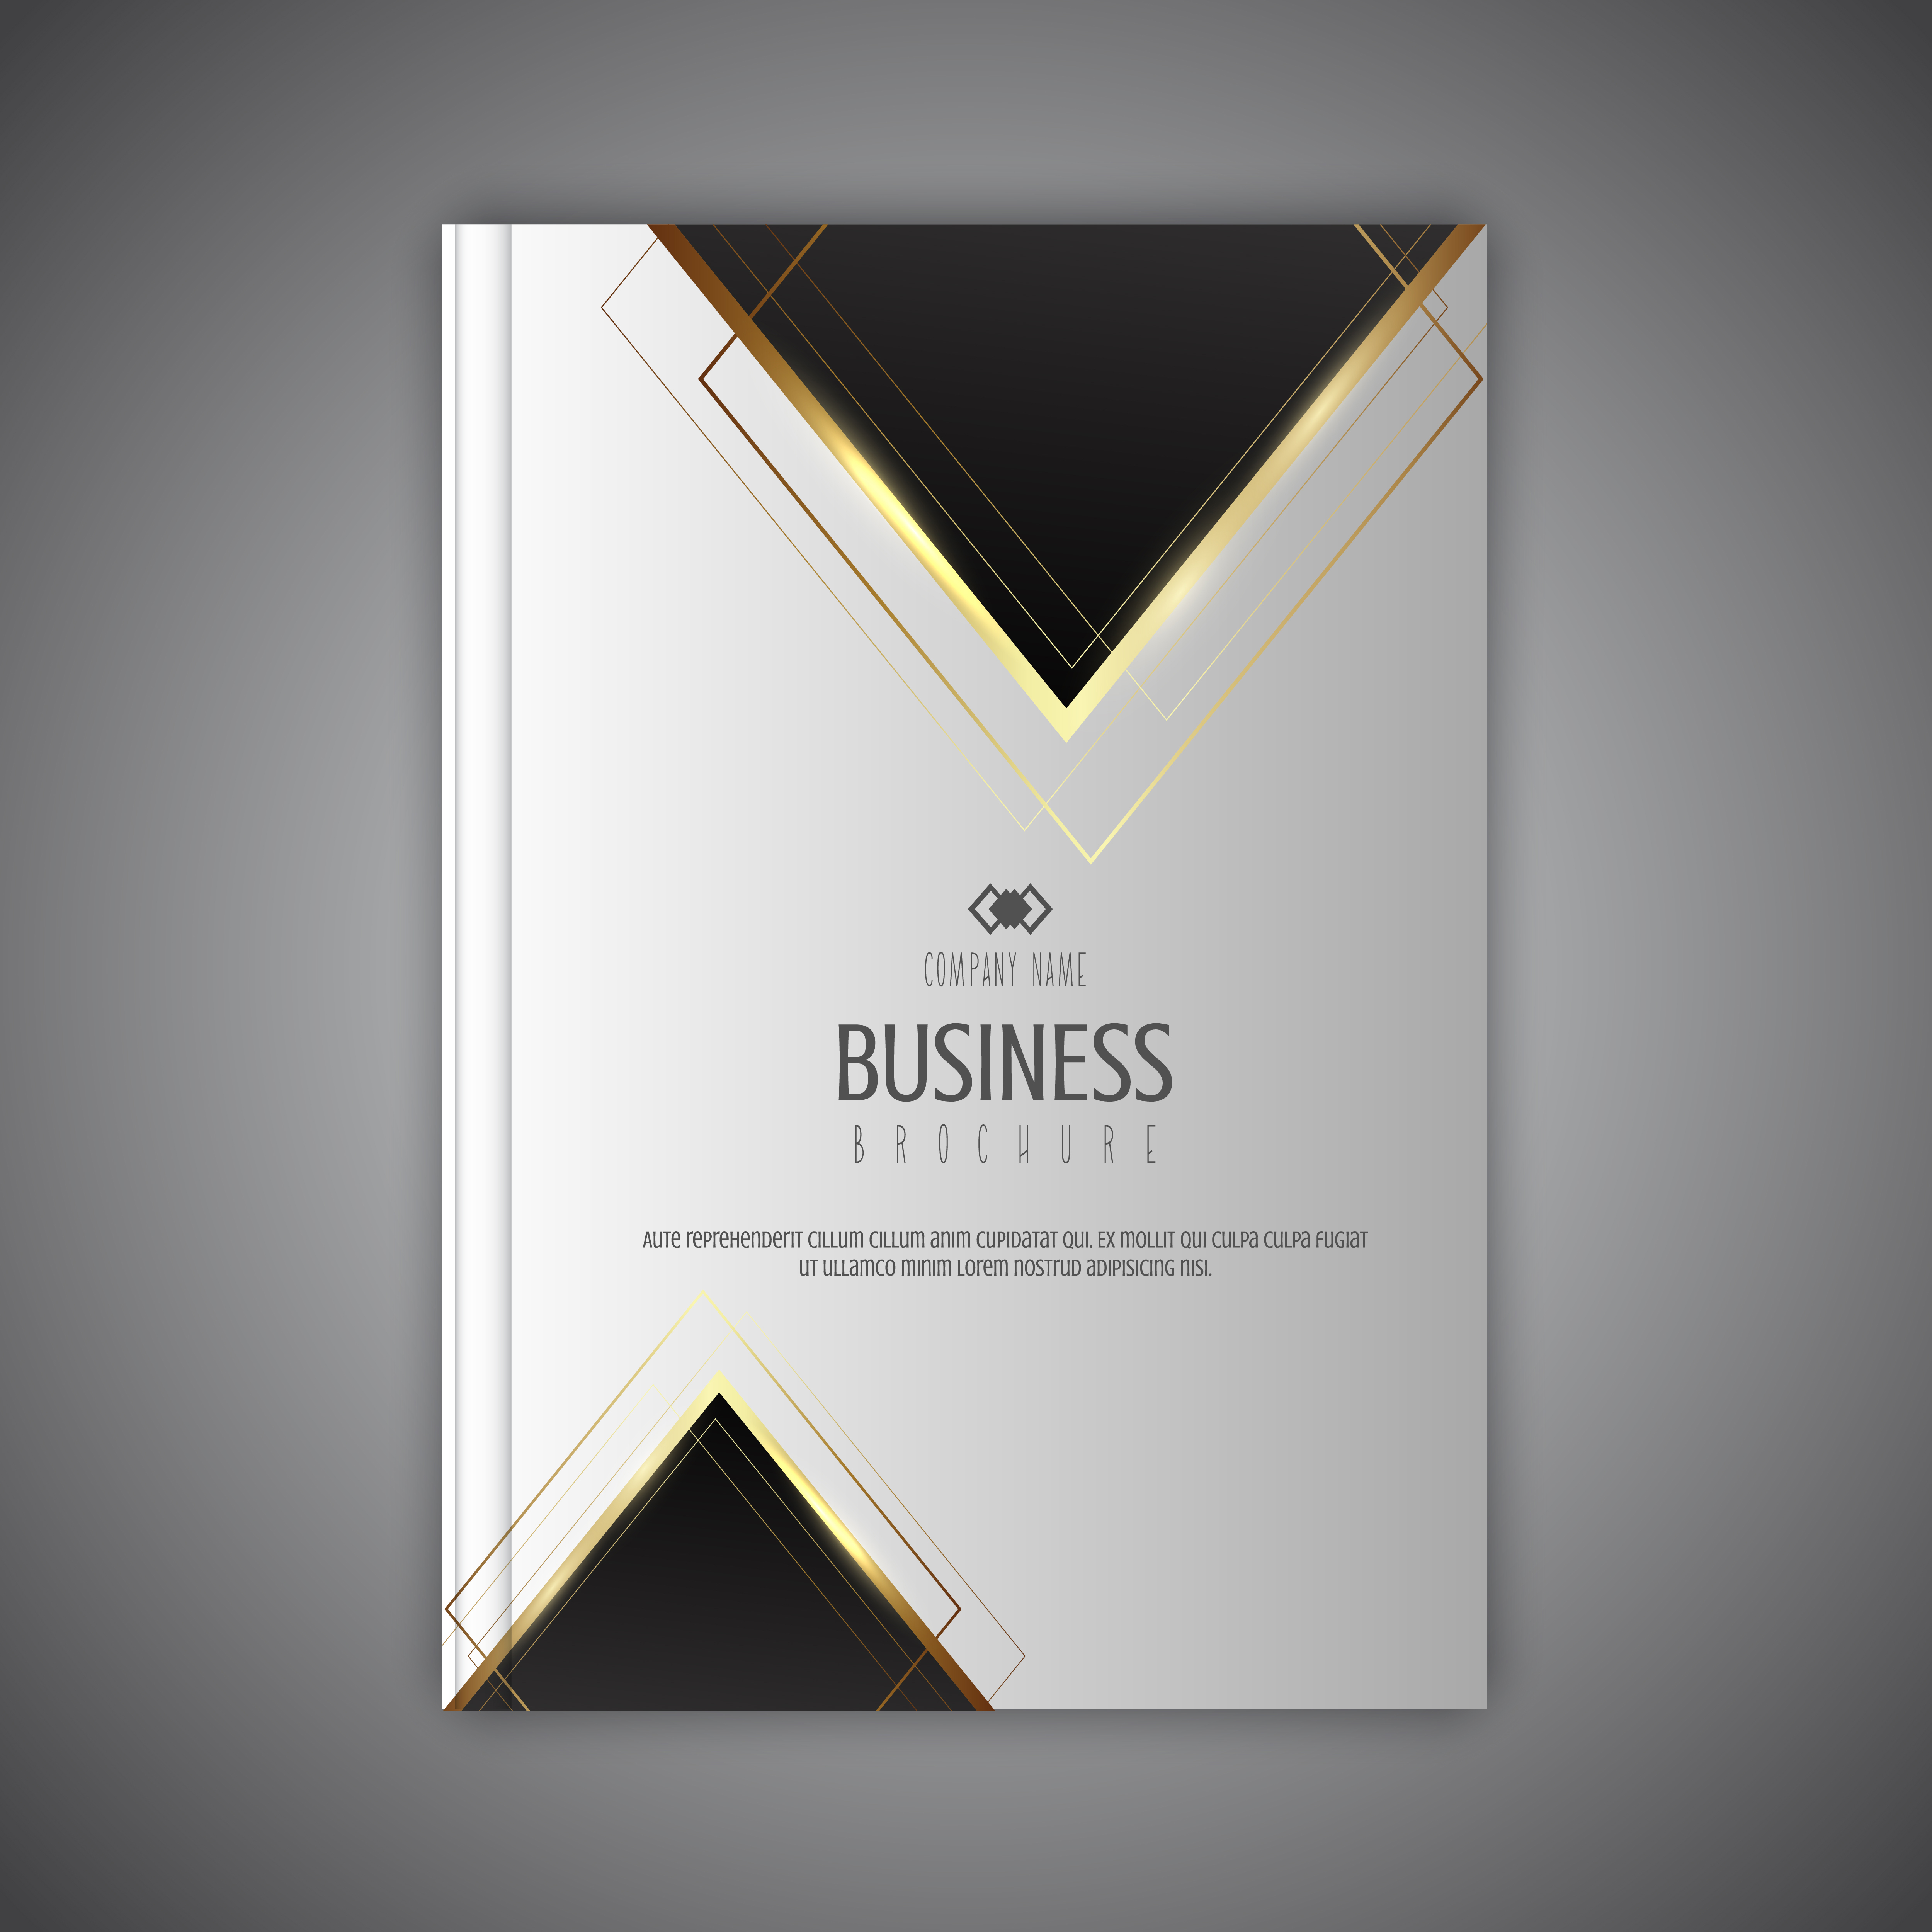 COMPANY NAME
BUSINESS
BROCHURE
Aute reprehenderit cillum cillum anim cupidatat qui. Ex mollit qui culpa culpa fugiat
ut ullamco minim lorem nostrud adipisicing nisi.